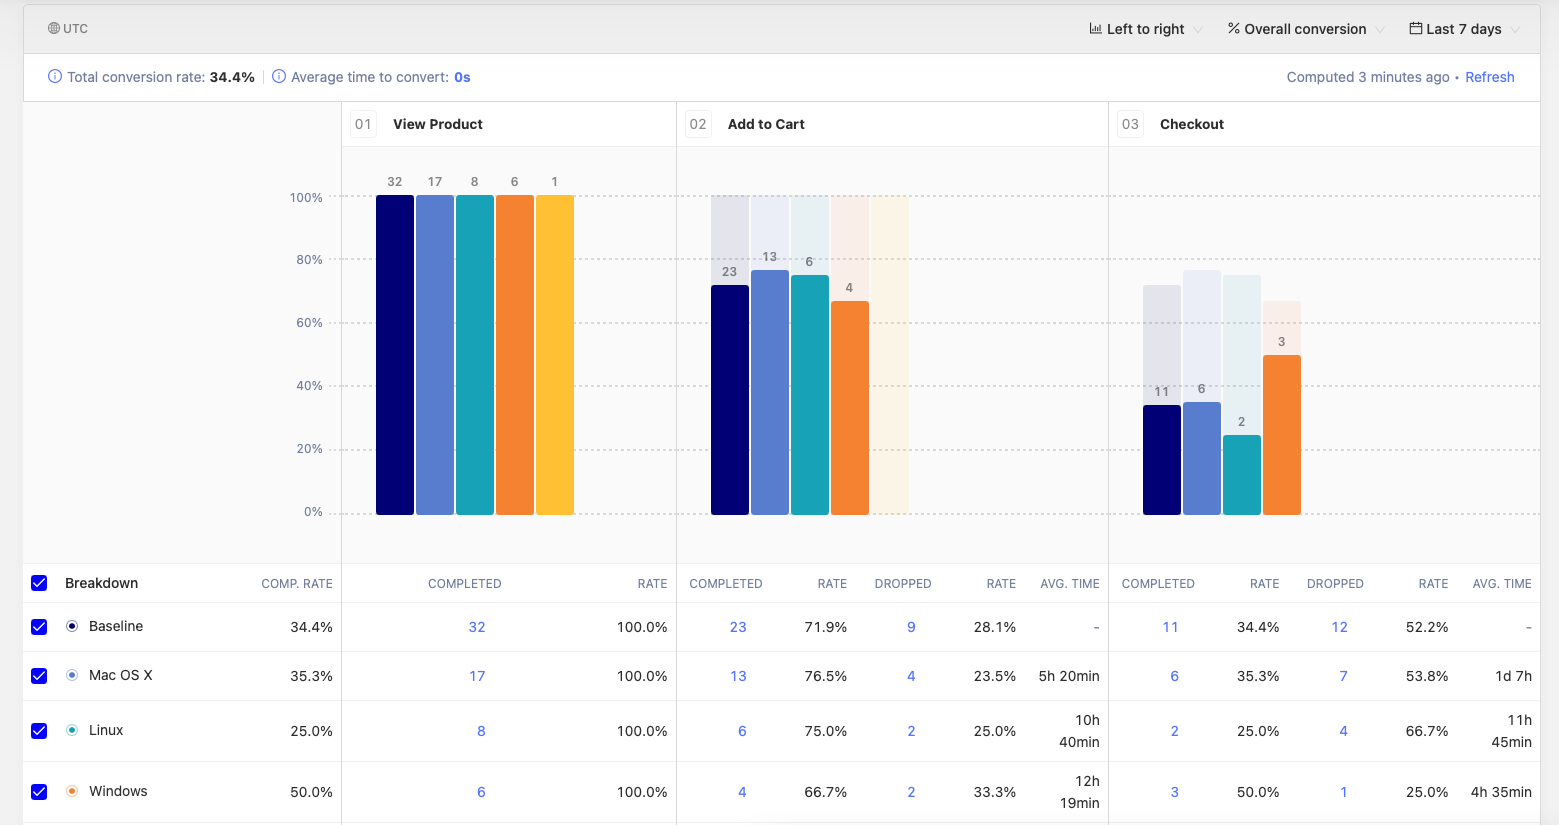 UTC Left to right Overall conversion Last 7 days
Total conversion rate: 34.4% Average time to convert: 0s Computed 3 minutes ago • Refresh
01 View Product 02 Add to Cart 03 Checkout
32 17 8 6 1
100%
80%
60%
40%
20%
0%
23 13 6 4
11 6 2 3
Breakdown COMP. RATE COMPLETED RATE COMPLETED RATE DROPPED RATE AVG. TIME COMPLETED RATE DROPPED RATE AVG. TIME
Baseline 34.4% 32 100.0% 23 71.9% 9 28.1% - 11 34.4% 12 52.2% -
Mac OS X 35.3% 17 100.0% 13 76.5% 4 23.5% 5h 20min 6 35.3% 7 53.8% 1d 7h
Linux 25.0% 8 100.0% 6 75.0% 2 25.0% 10h 40min 2 25.0% 4 66.7% 11h 45min
Windows 50.0% 6 100.0% 4 66.7% 2 33.3% 12h 19min 3 50.0% 1 25.0% 4h 35min